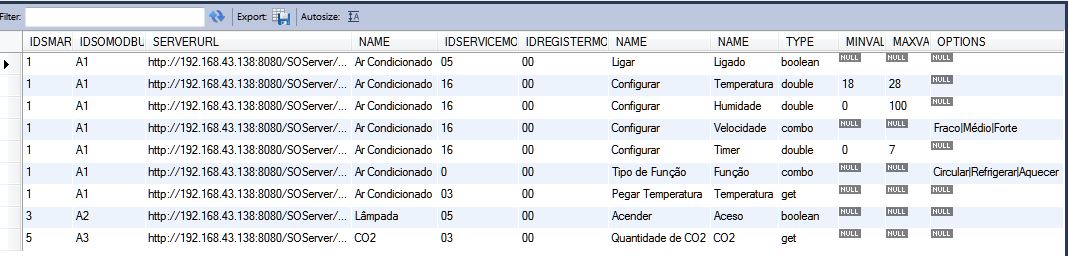 Filter: Export: Autosize:
IDSMAR IDSOMODBU SERVERURL NAME IDSERVICEMO IDREGISTERMO NAME NAME TYPE MINVAL MAXVA OPTIONS
1 A1 http://192.168.43.138:8080/SOServer/... Ar Condicionado 05 00 Ligar Ligado boolean NULL NULL NULL
1 A1 http://192.168.43.138:8080/SOServer/... Ar Condicionado 16 00 Configurar Temperatura double 18 28 NULL
1 A1 http://192.168.43.138:8080/SOServer/... Ar Condicionado 16 00 Configurar Humidade double 0 100 NULL
1 A1 http://192.168.43.138:8080/SOServer/... Ar Condicionado 16 00 Configurar Velocidade combo NULL NULL Fraco|Médio|Forte
1 A1 http://192.168.43.138:8080/SOServer/... Ar Condicionado 16 00 Configurar Timer double 0 7 NULL
1 A1 http://192.168.43.138:8080/SOServer/... Ar Condicionado 0 00 Tipo de Função Função combo NULL NULL Circular|Refrigerar|Aquecer
1 A1 http://192.168.43.138:8080/SOServer/... Ar Condicionado 03 00 Pegar Temperatura Temperatura get NULL NULL NULL
3 A2 http://192.168.43.138:8080/SOServer/... Lâmpada 05 00 Acender Aceso boolean NULL NULL NULL
5 A3 http://192.168.43.138:8080/SOServer/... CO2 03 00 Quantidade de CO2 CO2 get NULL NULL NULL